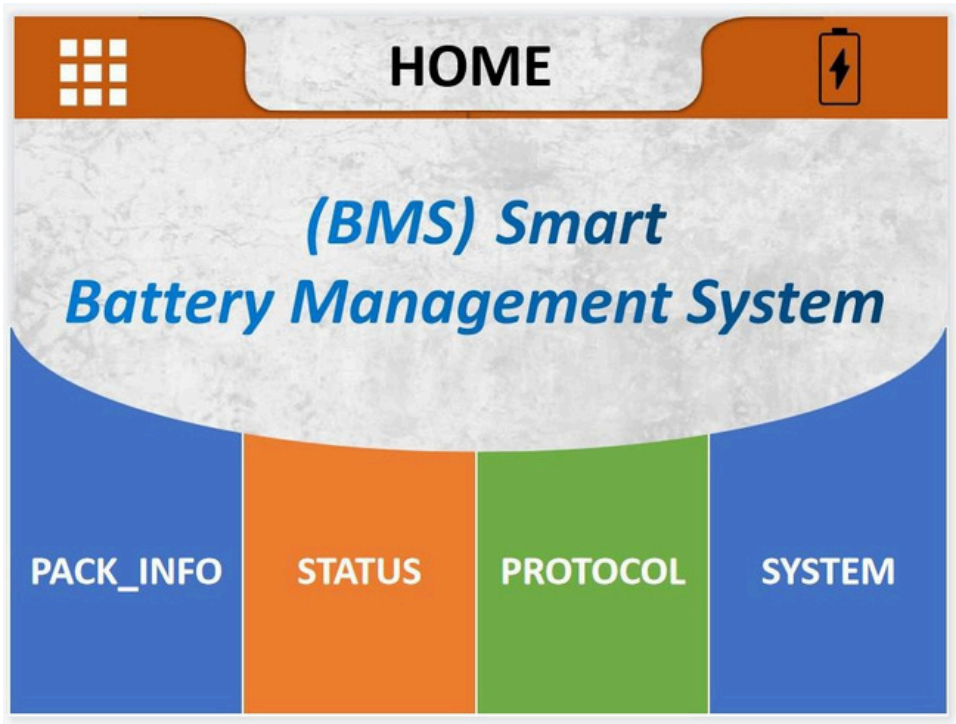 HOME
(BMS) Smart
Battery Management System
PACK_INFO
STATUS
PROTOCOL
SYSTEM